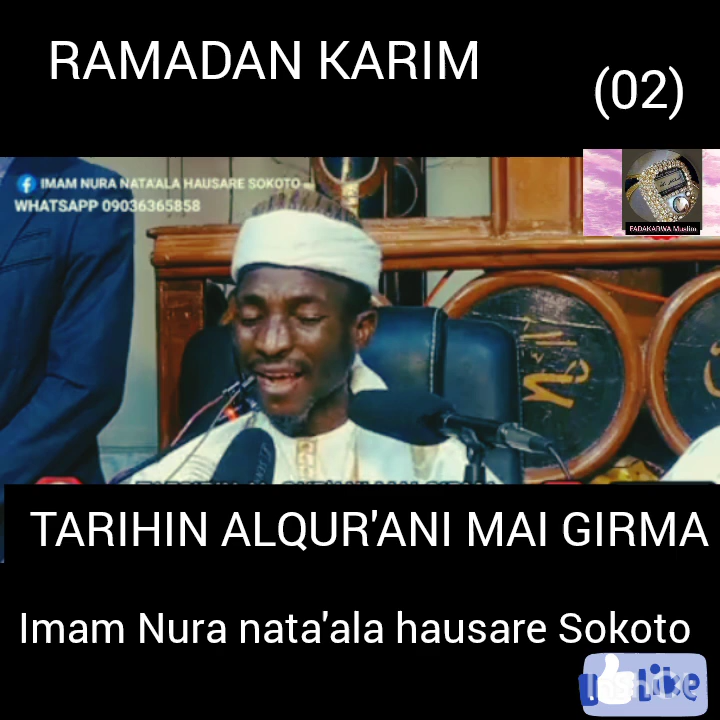 RAMADAN KARIM
(02)
IMAM NURA NATA'ALA HAUSARE SOKOTO
WHATSAPP 09036365858
FADAKARWA Muslim
TARIHIN ALQUR'ANI MAI GIRMA
Imam Nura nata'ala hausare Sokoto
Like